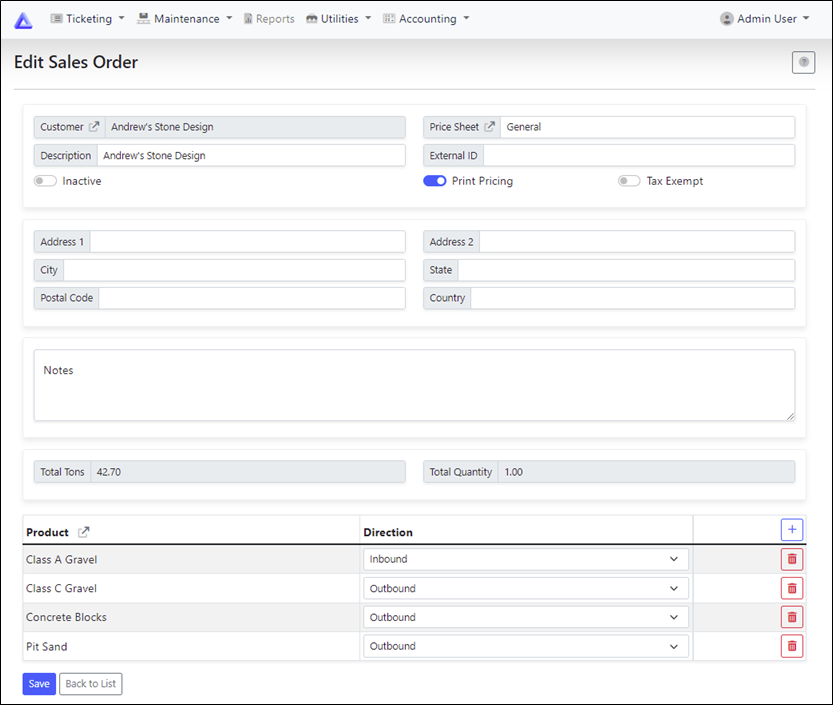 Ticketing Maintenance Reports Utilities Accounting Admin User
Edit Sales Order
Customer Andrew's Stone Design Price Sheet General
Description Andrew's Stone Design External ID
Inactive Print Pricing Tax Exempt
Address 1 Address 2
City State
Postal Code Country
Notes
Total Tons 42.70 Total Quantity 1.00
Product Direction +
Class A Gravel Inbound
Class C Gravel Outbound
Concrete Blocks Outbound
Pit Sand Outbound
Save Back to List